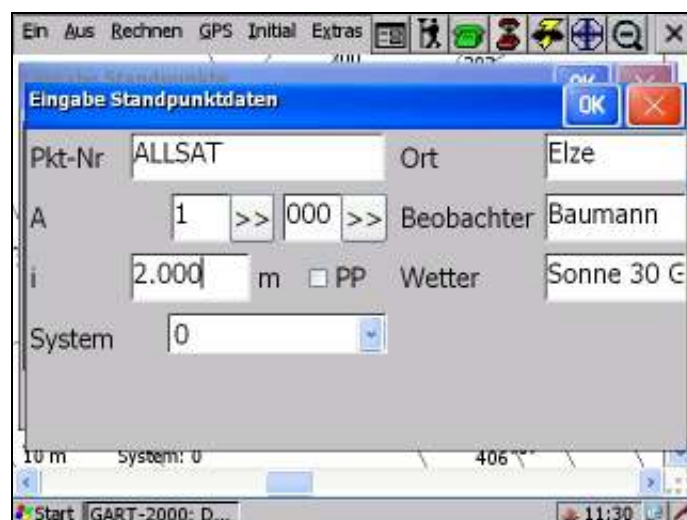 Ein Aus Rechnen GPS Initial Extras
Eingabe Standpunktdaten OK
Pkt-Nr ALLSAT Ort Elze
A 1 >> 000 >> Beobachter Baumann
i 2.000 m PP Wetter Sonne 30 G
System 0
10 m System: 0 406
Start GART-2000: D... 11:30